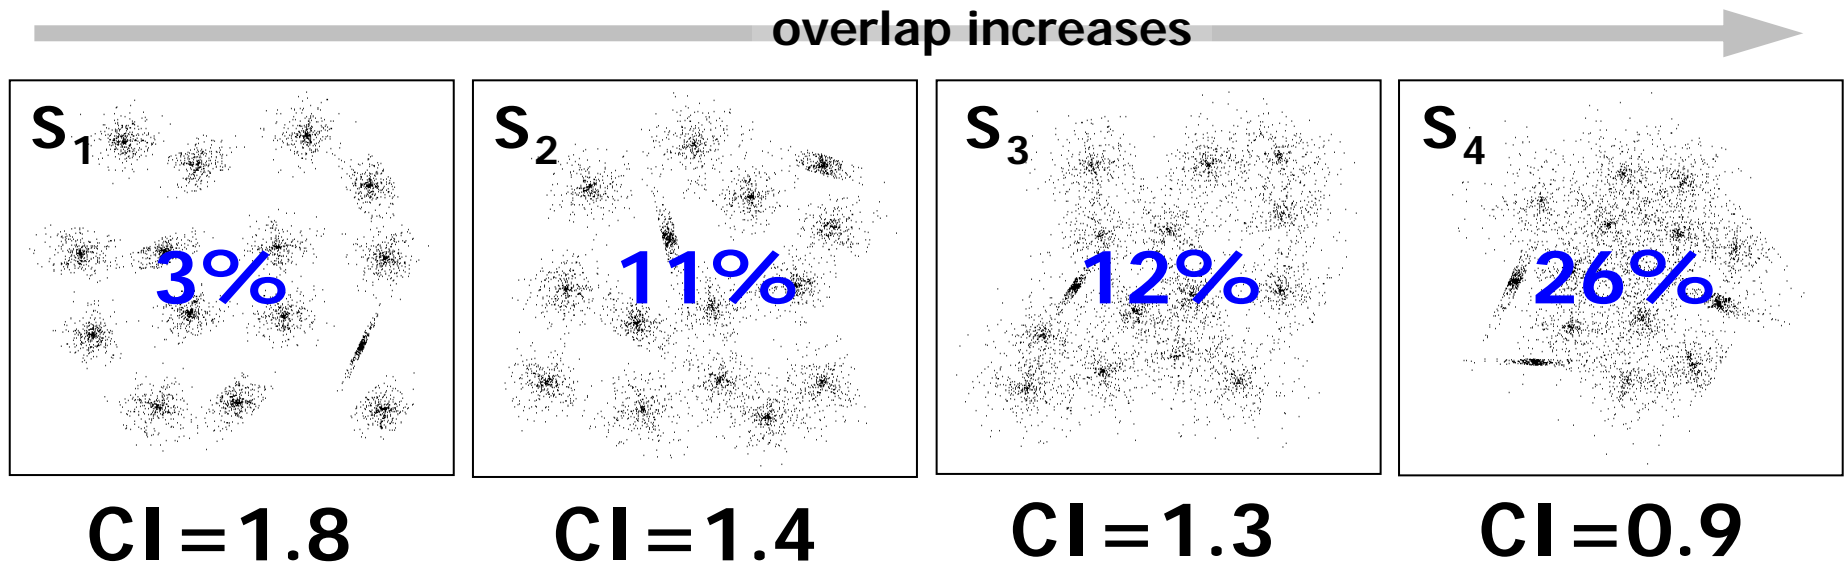 overlap increases
S1 S2 S3 S4
3% 11% 12% 26%
CI=1.8 CI=1.4 CI=1.3 CI=0.9